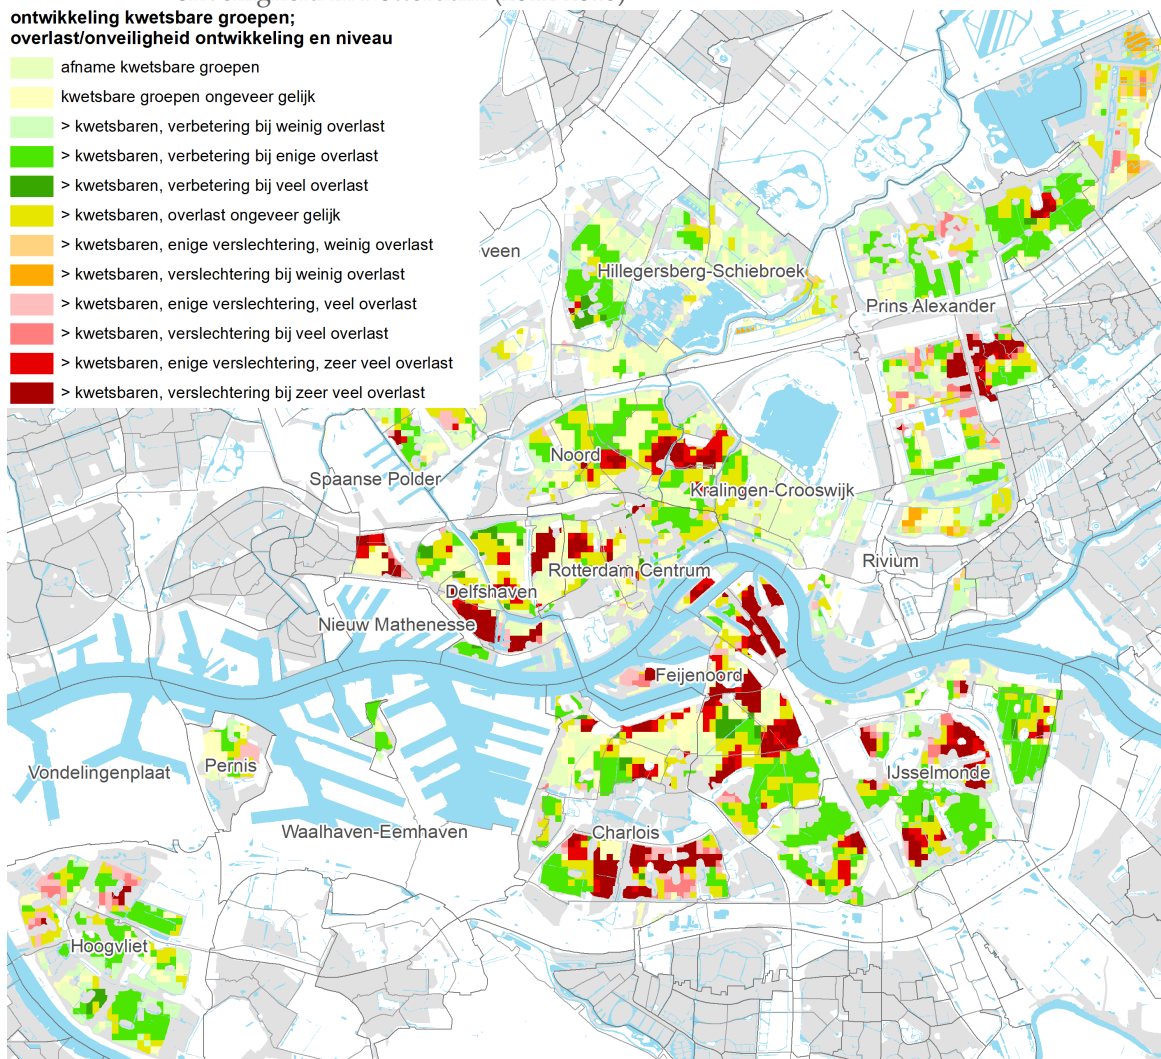 ontwikkeling kwetsbare groepen;
overlast/onveiligheid ontwikkeling en niveau
afname kwetsbare groepen
kwetsbare groepen ongeveer gelijk
> kwetsbaren, verbetering bij weinig overlast
> kwetsbaren, verbetering bij enige overlast
> kwetsbaren, verbetering bij veel overlast
> kwetsbaren, overlast ongeveer gelijk
> kwetsbaren, enige verslechtering, weinig overlast
> kwetsbaren, verslechtering bij weinig overlast
> kwetsbaren, enige verslechtering, veel overlast
> kwetsbaren, verslechtering bij veel overlast
> kwetsbaren, enige verslechtering, zeer veel overlast
> kwetsbaren, verslechtering bij zeer veel overlast
veen
Hillegersberg-Schiebroek
Prins Alexander
Noord
Spaanse Polder
Kralingen-Crooswijk
Rivium
Rotterdam Centrum
Delfshaven
Nieuw Mathenesse
Feijenoord
Vondelingenplaat
Pernis
IJsselmonde
Waalhaven-Eemhaven
Charlois
Hoogvliet